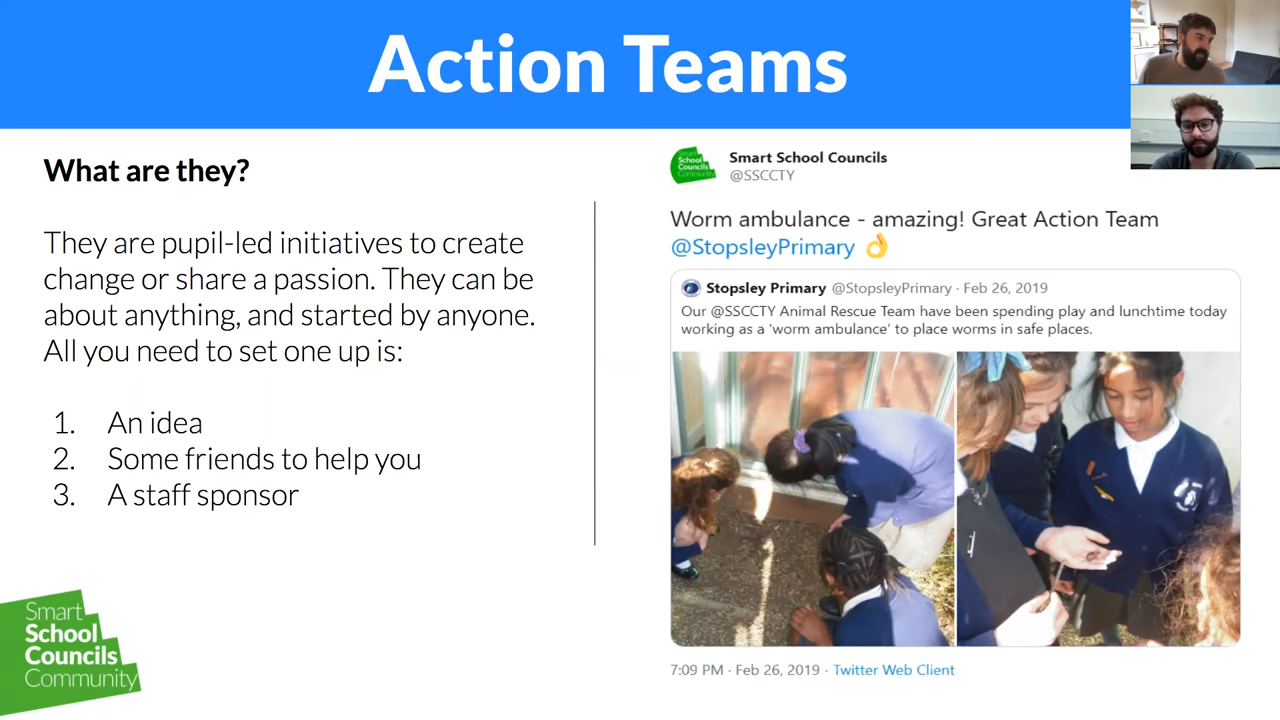 Action Teams
What are they?
They are pupil-led initiatives to create
change or share a passion. They can be
about anything, and started by anyone.
All you need to set one up is:
1. An idea
2. Some friends to help you
3. A staff sponsor
Smart
School
Councils
Community
Smart
School
Councils
Community
Smart School Councils
@SSCCTY
Worm ambulance - amazing! Great Action Team
@StopsleyPrimary 👌
Stopsley Primary @StopsleyPrimary · Feb 26, 2019
Our @SSCCTY Animal Rescue Team have been spending play and lunchtime today
working as a 'worm ambulance' to place worms in safe places.
7:09 PM · Feb 26, 2019 · Twitter Web Client